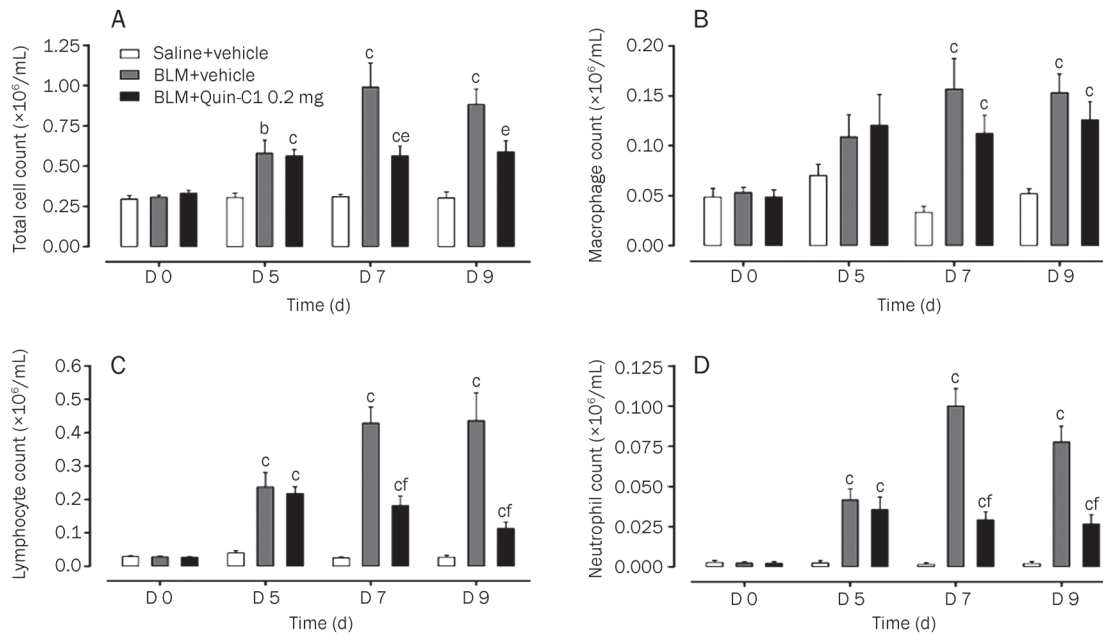 A
Total cell count (×10⁶/mL)
1.25
1.00
0.75
0.50
0.25
0.00
Saline+vehicle
BLM+vehicle
BLM+Quin-C1 0.2 mg
b
c
c
ce
c
e
D 0
D 5
D 7
D 9
Time (d)
B
Macrophage count (×10⁶/mL)
0.20
0.15
0.10
0.05
0.00
c
c
c
c
D 0
D 5
D 7
D 9
Time (d)
C
Lymphocyte count (×10⁶/mL)
0.6
0.5
0.4
0.3
0.2
0.1
0.0
c
c
c
cf
c
cf
D 0
D 5
D 7
D 9
Time (d)
D
Neutrophil count (×10⁶/mL)
0.125
0.100
0.075
0.050
0.025
0.000
c
c
c
cf
c
cf
D 0
D 5
D 7
D 9
Time (d)